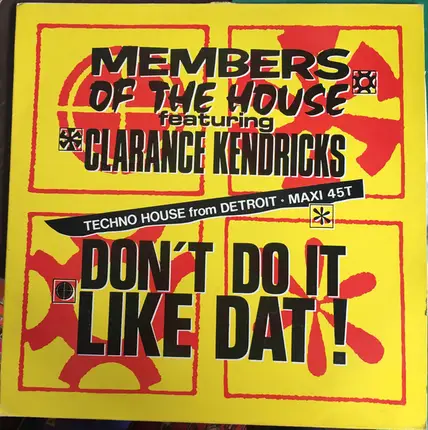 MEMBERS
OF THE HOUSE
featuring
CLARANCE KENDRICKS
TECHNO HOUSE from DETROIT • MAXI 45T
DON'T DO IT
LIKE DAT!